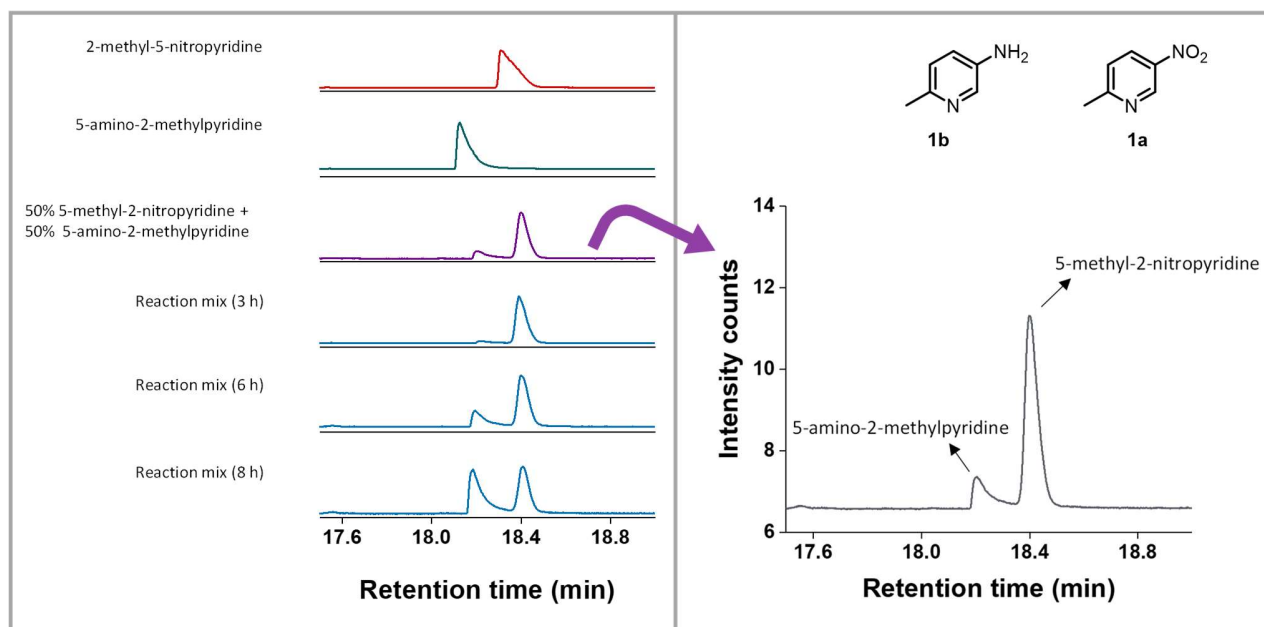 2-methyl-5-nitropyridine
5-amino-2-methylpyridine
50% 5-methyl-2-nitropyridine +
50% 5-amino-2-methylpyridine
Reaction mix (3 h)
Reaction mix (6 h)
Reaction mix (8 h)
17.6 18.0 18.4 18.8
Retention time (min)
NH2
N
1b
NO2
N
1a
14
12
10
8
6
Intensity counts
5-methyl-2-nitropyridine
5-amino-2-methylpyridine
17.6 18.0 18.4 18.8
Retention time (min)